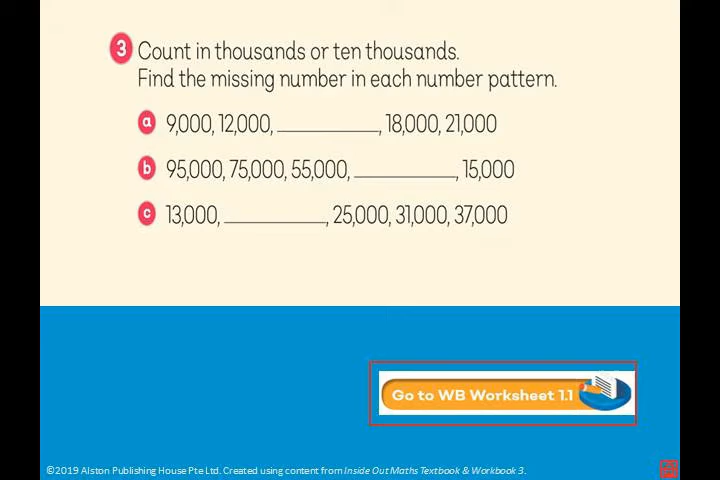 3 Count in thousands or ten thousands.
Find the missing number in each number pattern.
a 9,000, 12,000, ____________, 18,000, 21,000
b 95,000, 75,000, 55,000, ____________, 15,000
c 13,000, ____________, 25,000, 31,000, 37,000
Go to WB Worksheet 1.1
©2019 Alston Publishing House Pte Ltd. Created using content from Inside Out Maths Textbook & Workbook 3.